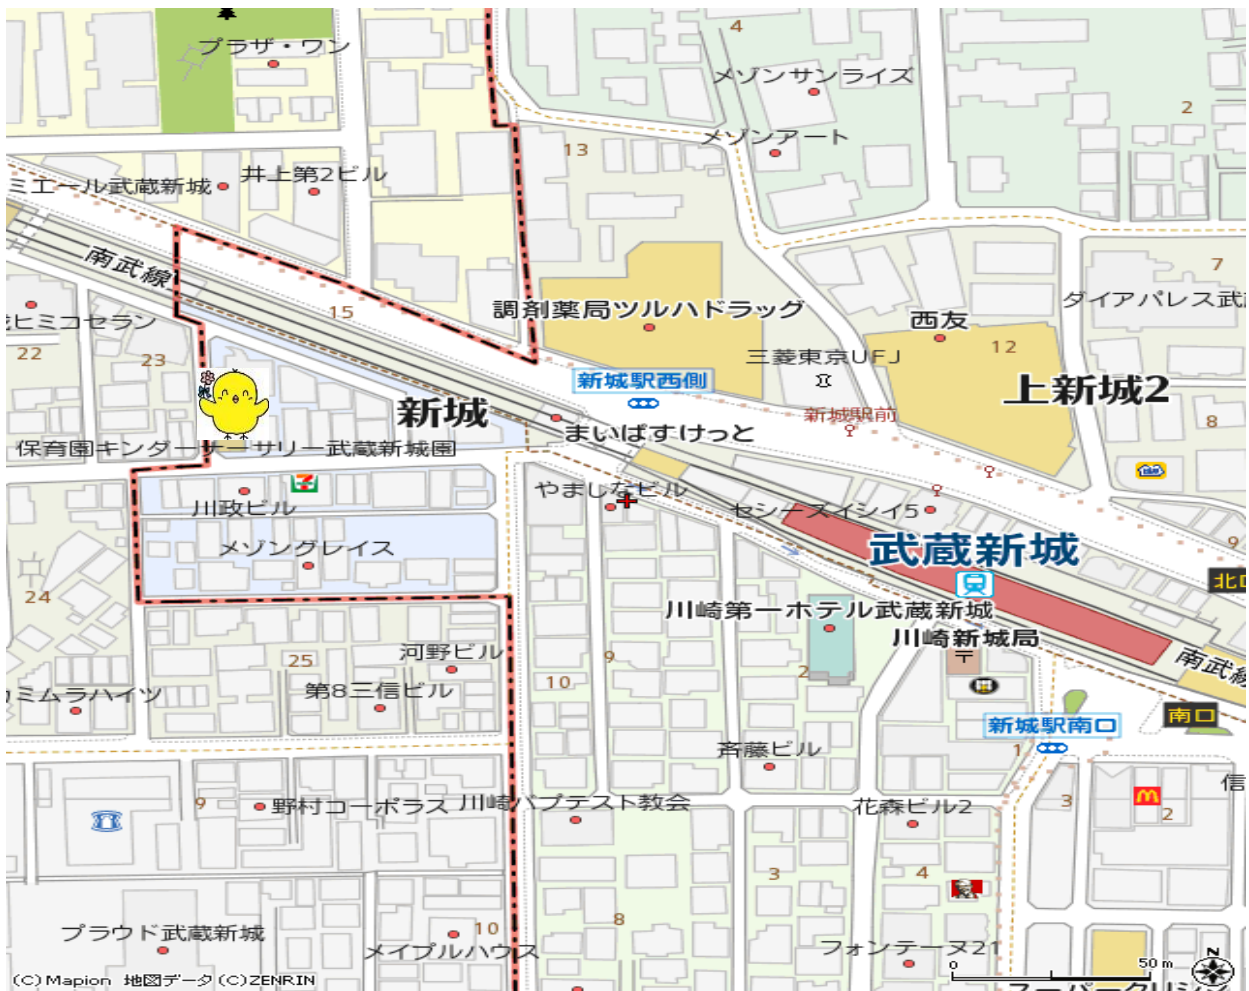 4
プラザ・ワン
メゾンサンライズ
2
メゾンアート
13
井上第2ビル
ミエール武蔵新城
南武線
7
ダイアパレス武
15
調剤薬局ツルハドラッグ
西友
ヒミコセラン
12
22
23
三菱東京UFJ
新城駅西側
上新城2
新城
新城駅前
8
まいばすけっと
保育園キンダーナーサリー武蔵新城園
やましなビル
川政ビル
セシーズイシイ5
9
メゾングレイス
武蔵新城
北口
24
川崎第一ホテル武蔵新城
川崎新城局
河野ビル
9
南武線
25
2
10
カミムラハイツ
第8三信ビル
南口
新城駅南口
斉藤ビル
1
信
9
野村コーポラス
川崎バプテスト教会
花森ビル2
3
2
3
4
8
10
プラウド武蔵新城
メイプルハウス
フォンテーヌ21
N
0
50m
(C)Mapion 地図データ(C)ZENRIN